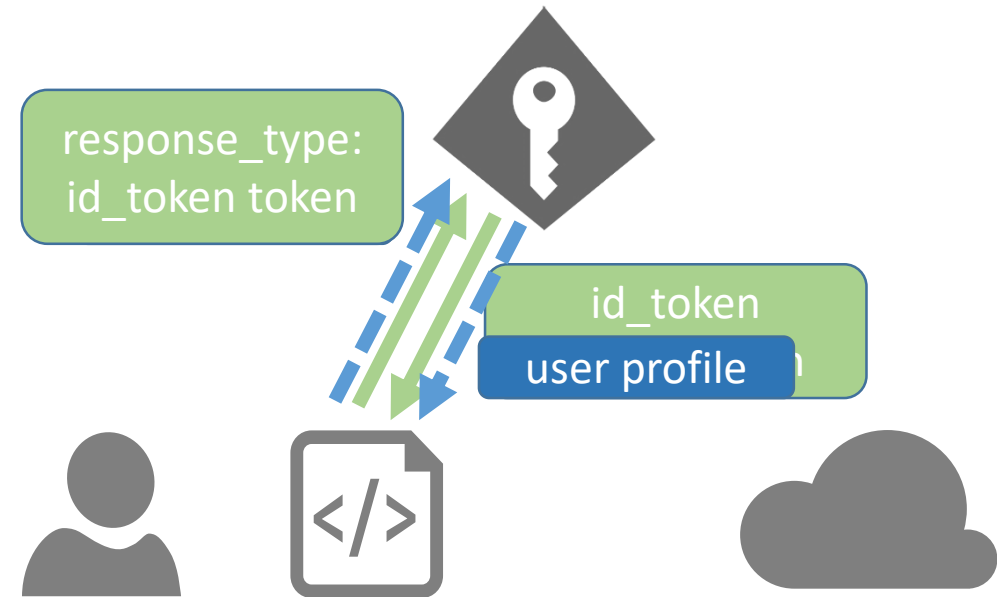 response_type:
id_token token
id_token
user profile
</>